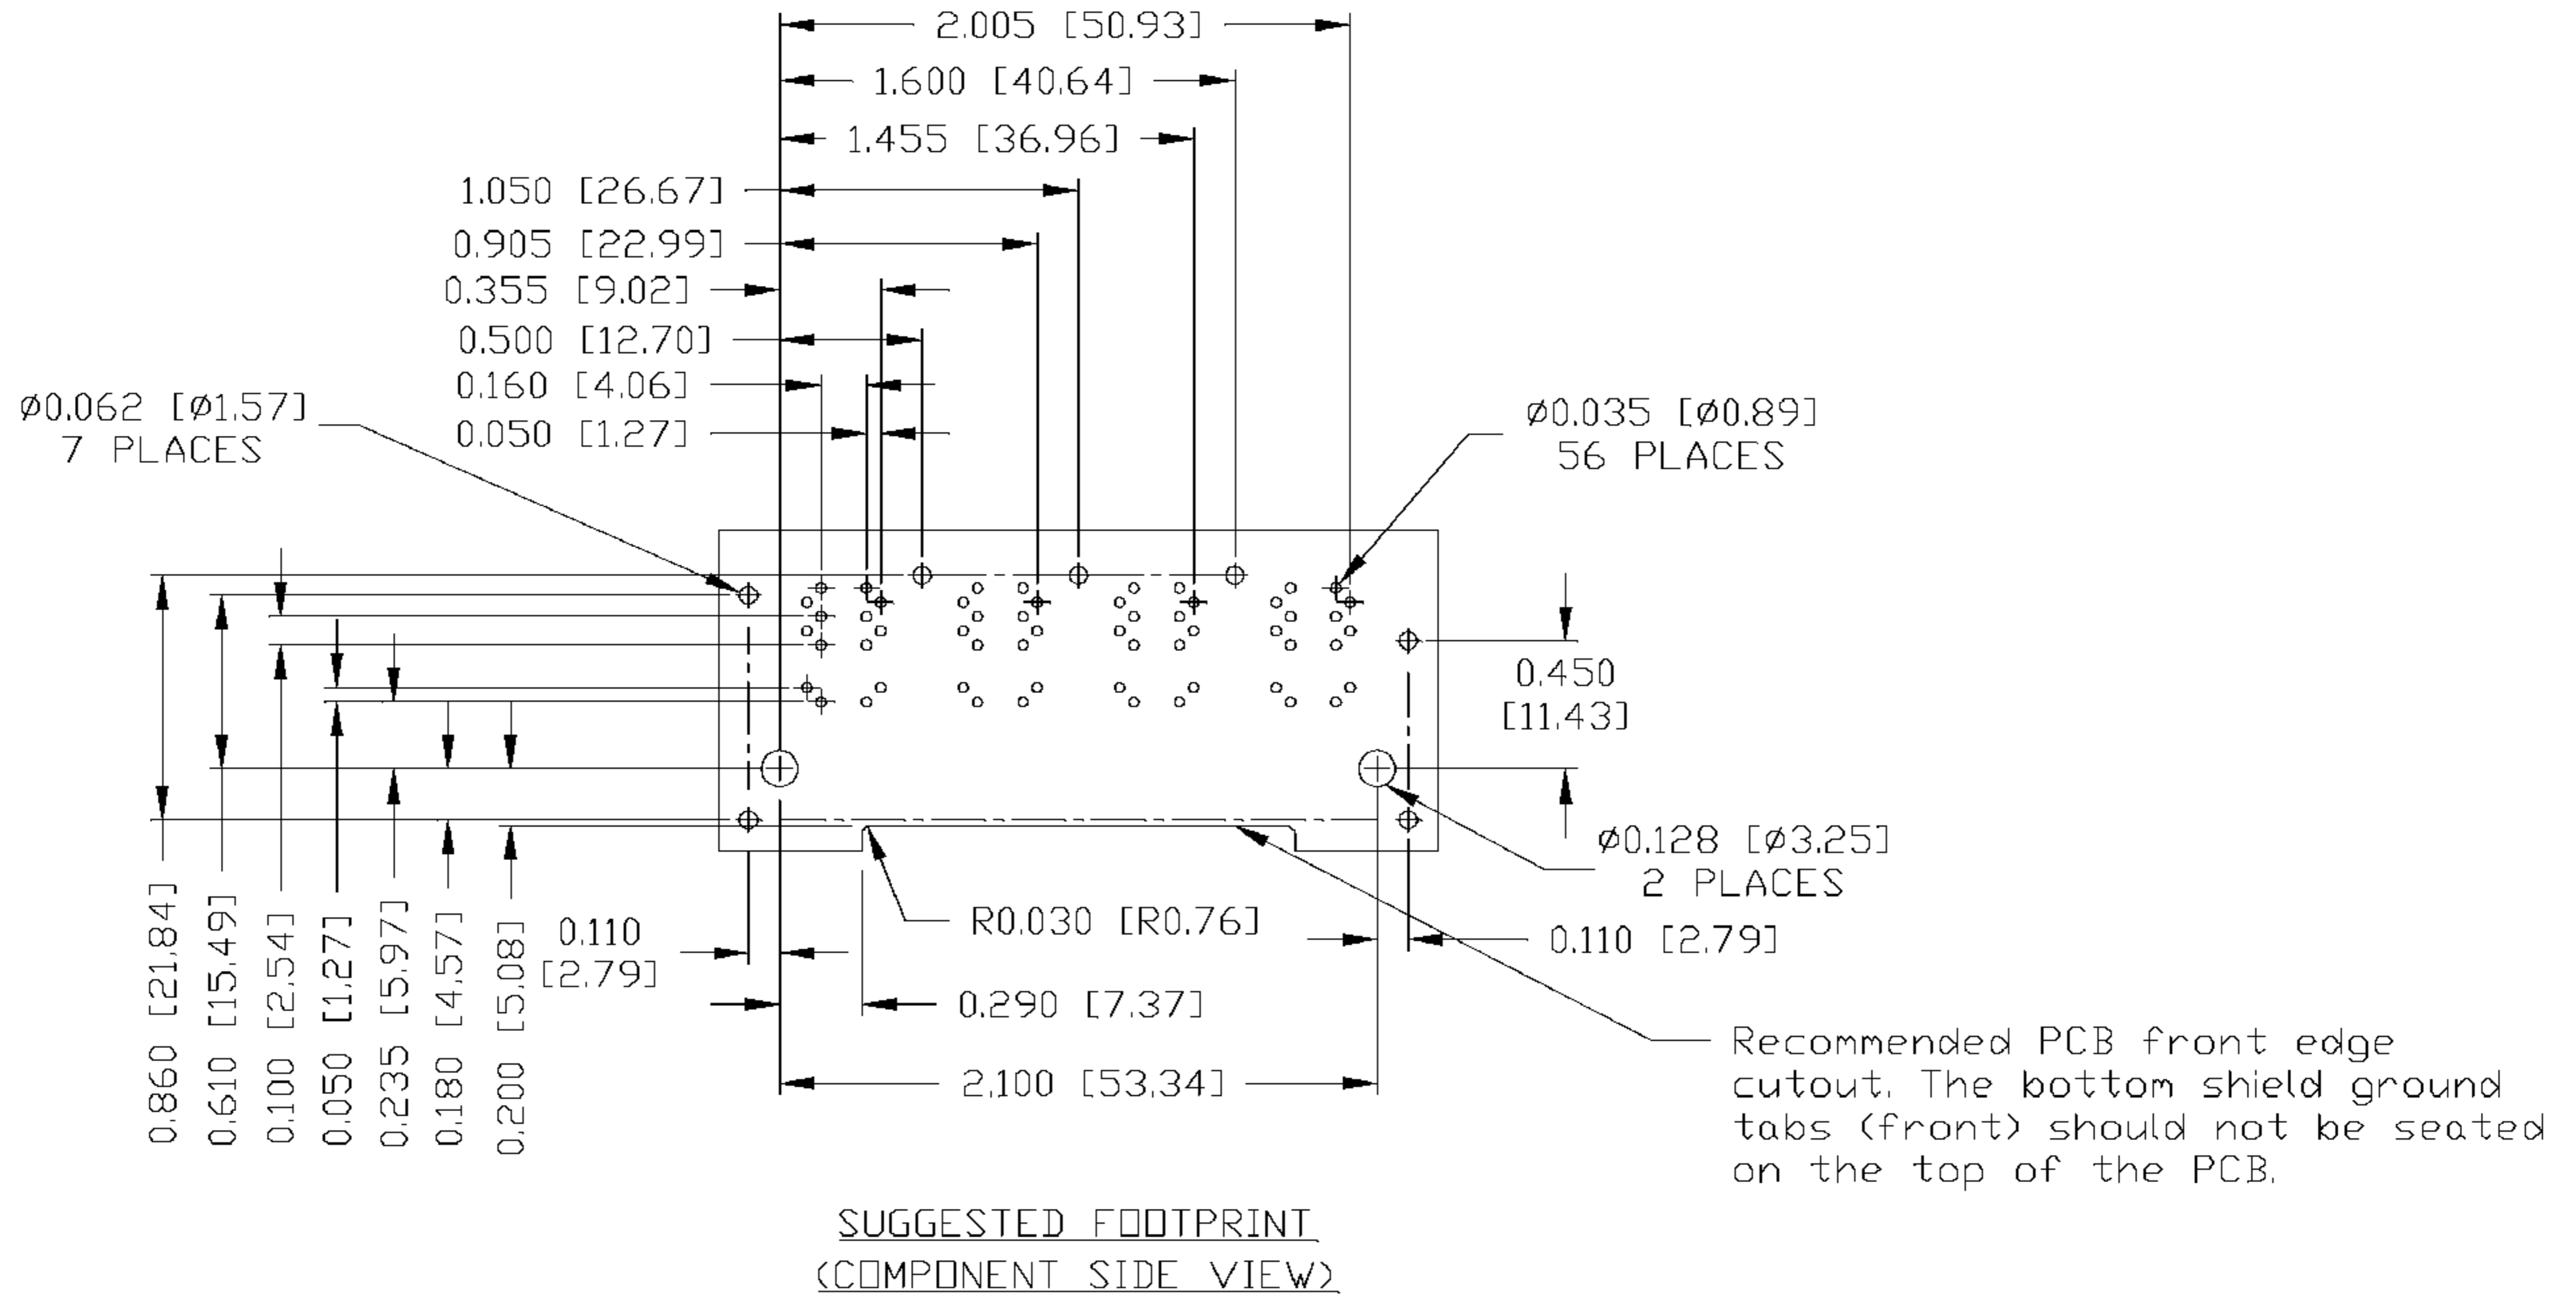 2.005 [50.93]
1.600 [40.64]
1.455 [36.96]
1.050 [26.67]
0.905 [22.99]
0.355 [9.02]
0.500 [12.70]
0.160 [4.06]
0.050 [1.27]
Ø0.062 [Ø1.57]
7 PLACES
Ø0.035 [Ø0.89]
56 PLACES
0.450
[11.43]
Ø0.128 [Ø3.25]
2 PLACES
0.860 [21.84]
0.610 [15.49]
0.100 [2.54]
0.050 [1.27]
0.235 [5.97]
0.180 [4.57]
0.200 [5.08]
0.110
[2.79]
R0.030 [R0.76]
0.110 [2.79]
0.290 [7.37]
2.100 [53.34]
Recommended PCB front edge
cutout. The bottom shield ground
tabs (front) should not be seated
on the top of the PCB.
SUGGESTED FOOTPRINT
(COMPONENT SIDE VIEW)